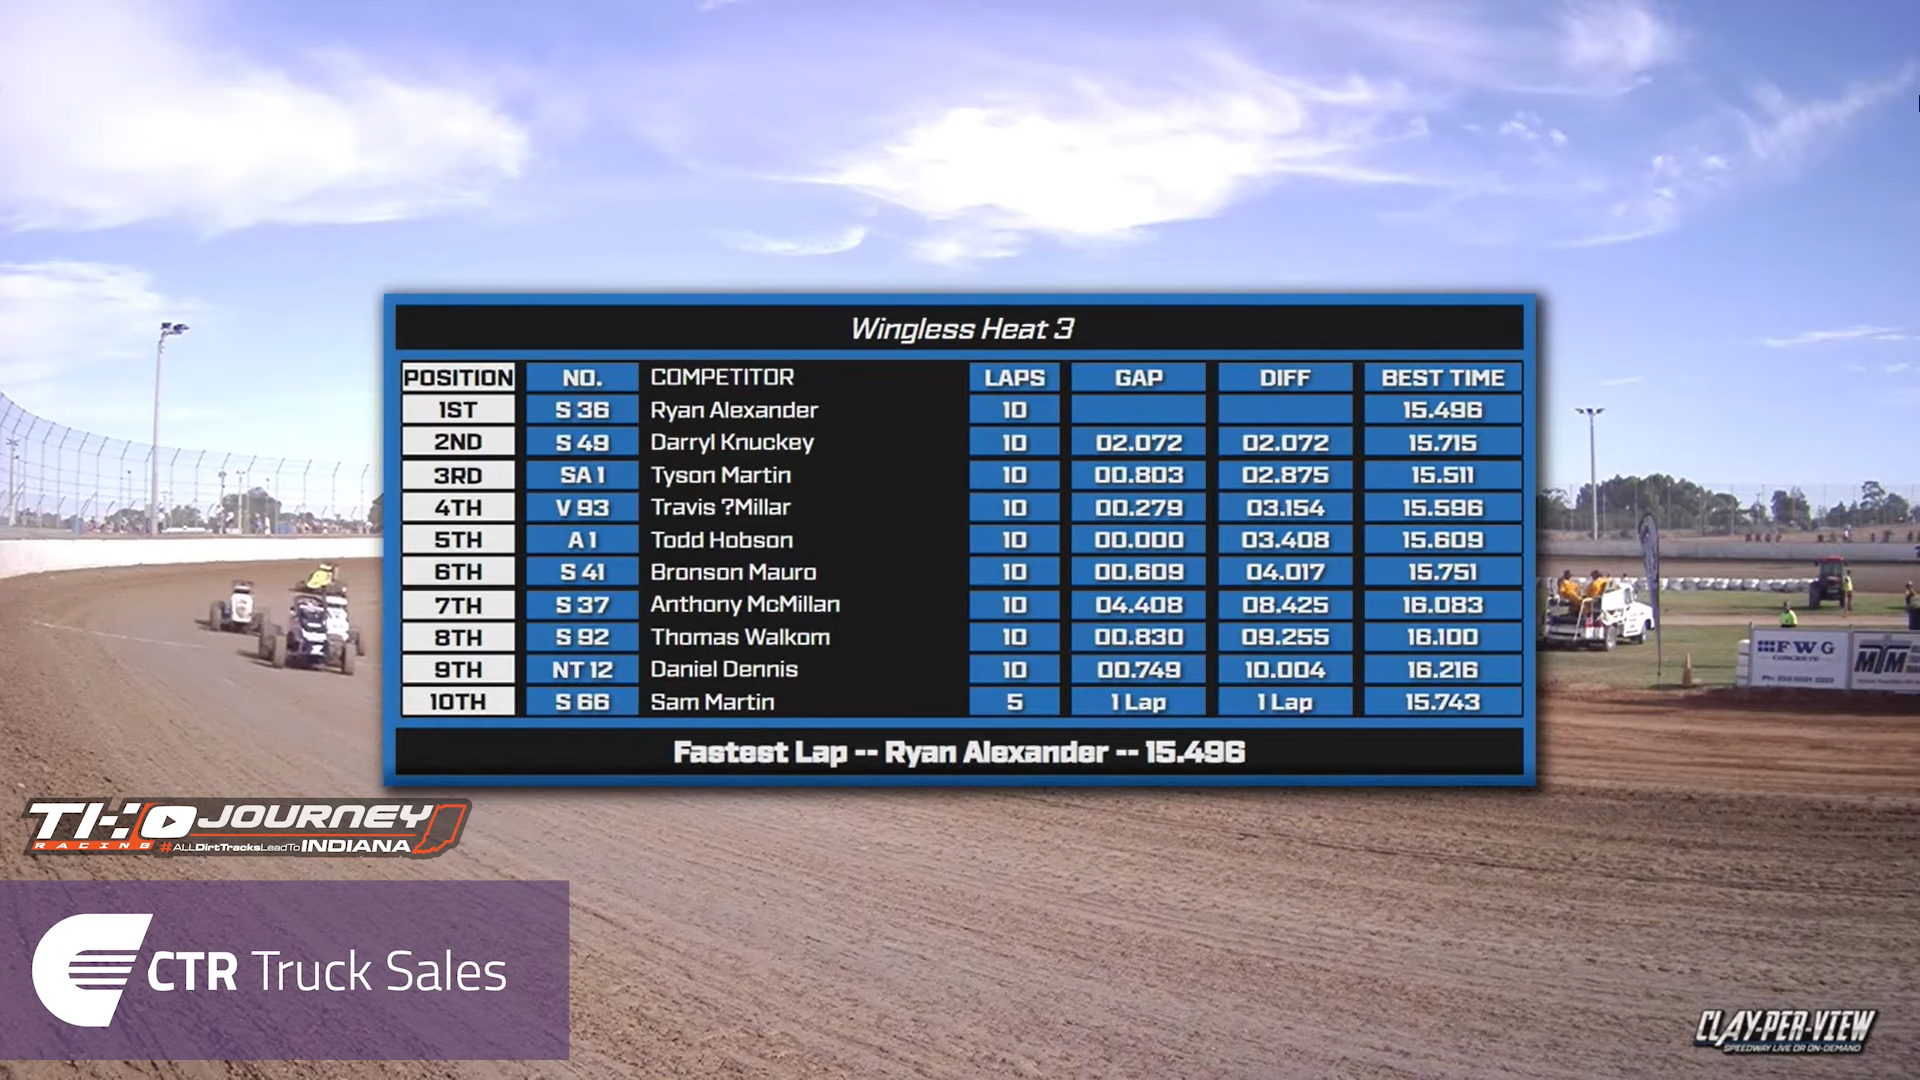 Wingless Heat 3
POSITION NO. COMPETITOR LAPS GAP DIFF BEST TIME
1ST S 36 Ryan Alexander 10 15.496
2ND S 49 Darryl Knuckey 10 02.072 02.072 15.715
3RD SA 1 Tyson Martin 10 00.803 02.875 15.511
4TH V 93 Travis ?Millar 10 00.279 03.154 15.596
5TH A 1 Todd Hobson 10 00.000 03.408 15.609
6TH S 41 Bronson Mauro 10 00.609 04.017 15.751
7TH S 37 Anthony McMillan 10 04.408 08.425 16.083
8TH S 92 Thomas Walkom 10 00.830 09.255 16.100
9TH NT 12 Daniel Dennis 10 00.749 10.004 16.216
10TH S 66 Sam Martin 5 1 Lap 1 Lap 15.743
Fastest Lap -- Ryan Alexander -- 15.496
FWG
CONCRETE
MTM
JOURNEY
RACING #ALLDirtTracksLeadToINDIANA
CTR Truck Sales
CLAY-PER-VIEW
SPEEDWAY LIVE OR ON-DEMAND